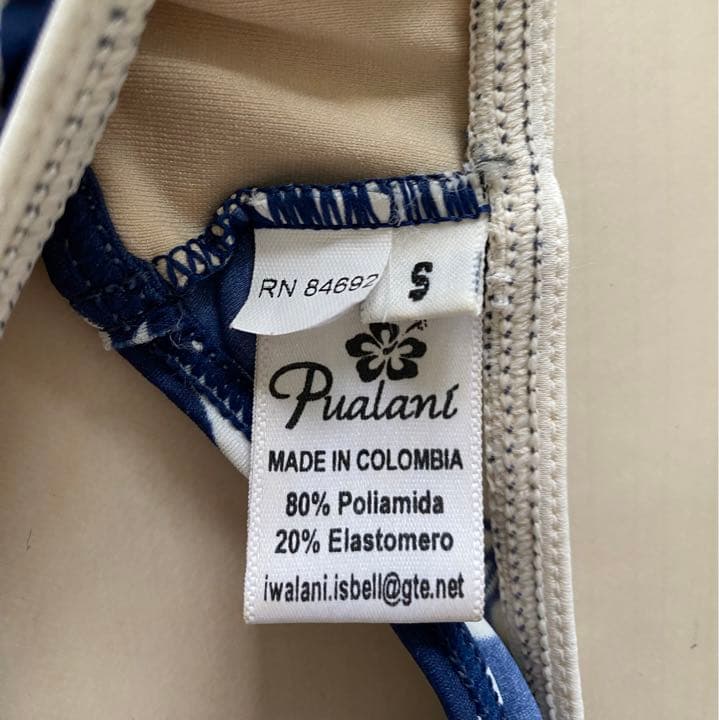 RN 84692
S
Pualani
MADE IN COLOMBIA
80% Poliamida
20% Elastomero
iwalani.isbell@gte.net